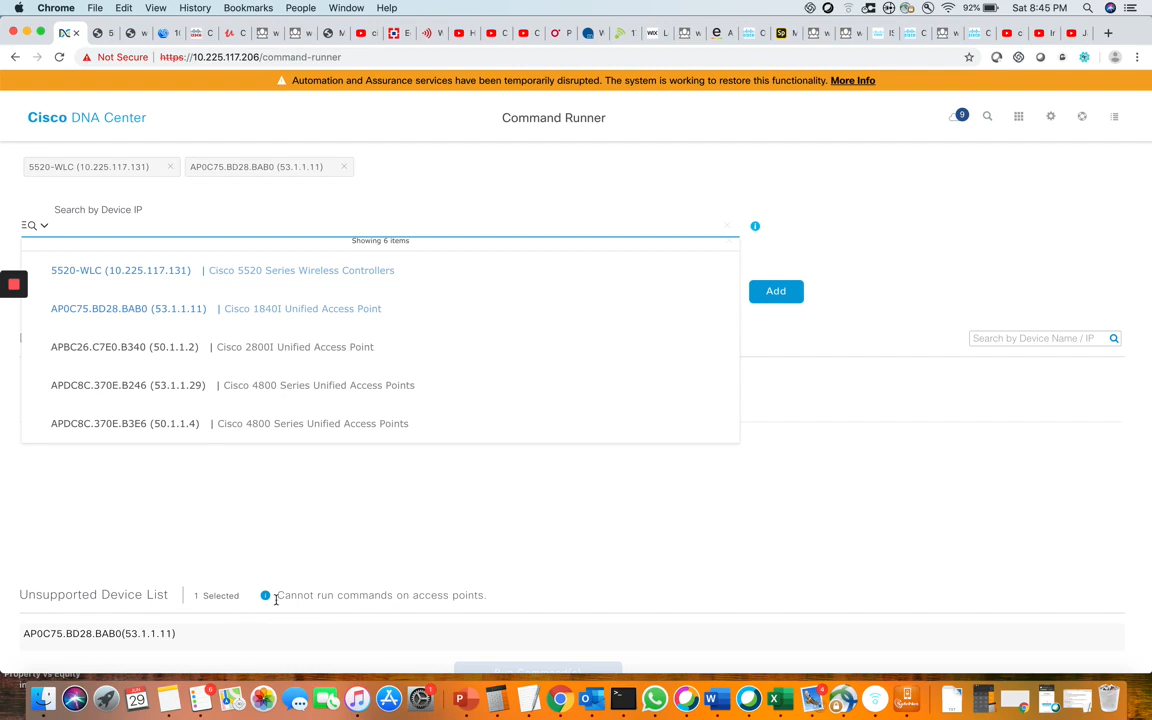 Chrome File Edit View History Bookmarks People Window Help 92% Sat 8:45 PM
Not Secure https://10.225.117.206/command-runner
Automation and Assurance services have been temporarily disrupted. The system is working to restore this functionality. More Info
Cisco DNA Center Command Runner 9
5520-WLC (10.225.117.131) AP0C75.BD28.BAB0 (53.1.1.11)
Search by Device IP
Showing 6 items
5520-WLC (10.225.117.131) | Cisco 5520 Series Wireless Controllers
Add
AP0C75.BD28.BAB0 (53.1.1.11) | Cisco 1840I Unified Access Point
Search by Device Name / IP
APBC26.C7E0.B340 (50.1.1.2) | Cisco 2800I Unified Access Point
APDC8C.370E.B246 (53.1.1.29) | Cisco 4800 Series Unified Access Points
APDC8C.370E.B3E6 (50.1.1.4) | Cisco 4800 Series Unified Access Points
Unsupported Device List 1 Selected Cannot run commands on access points.
AP0C75.BD28.BAB0(53.1.1.11)
Property vs Equity